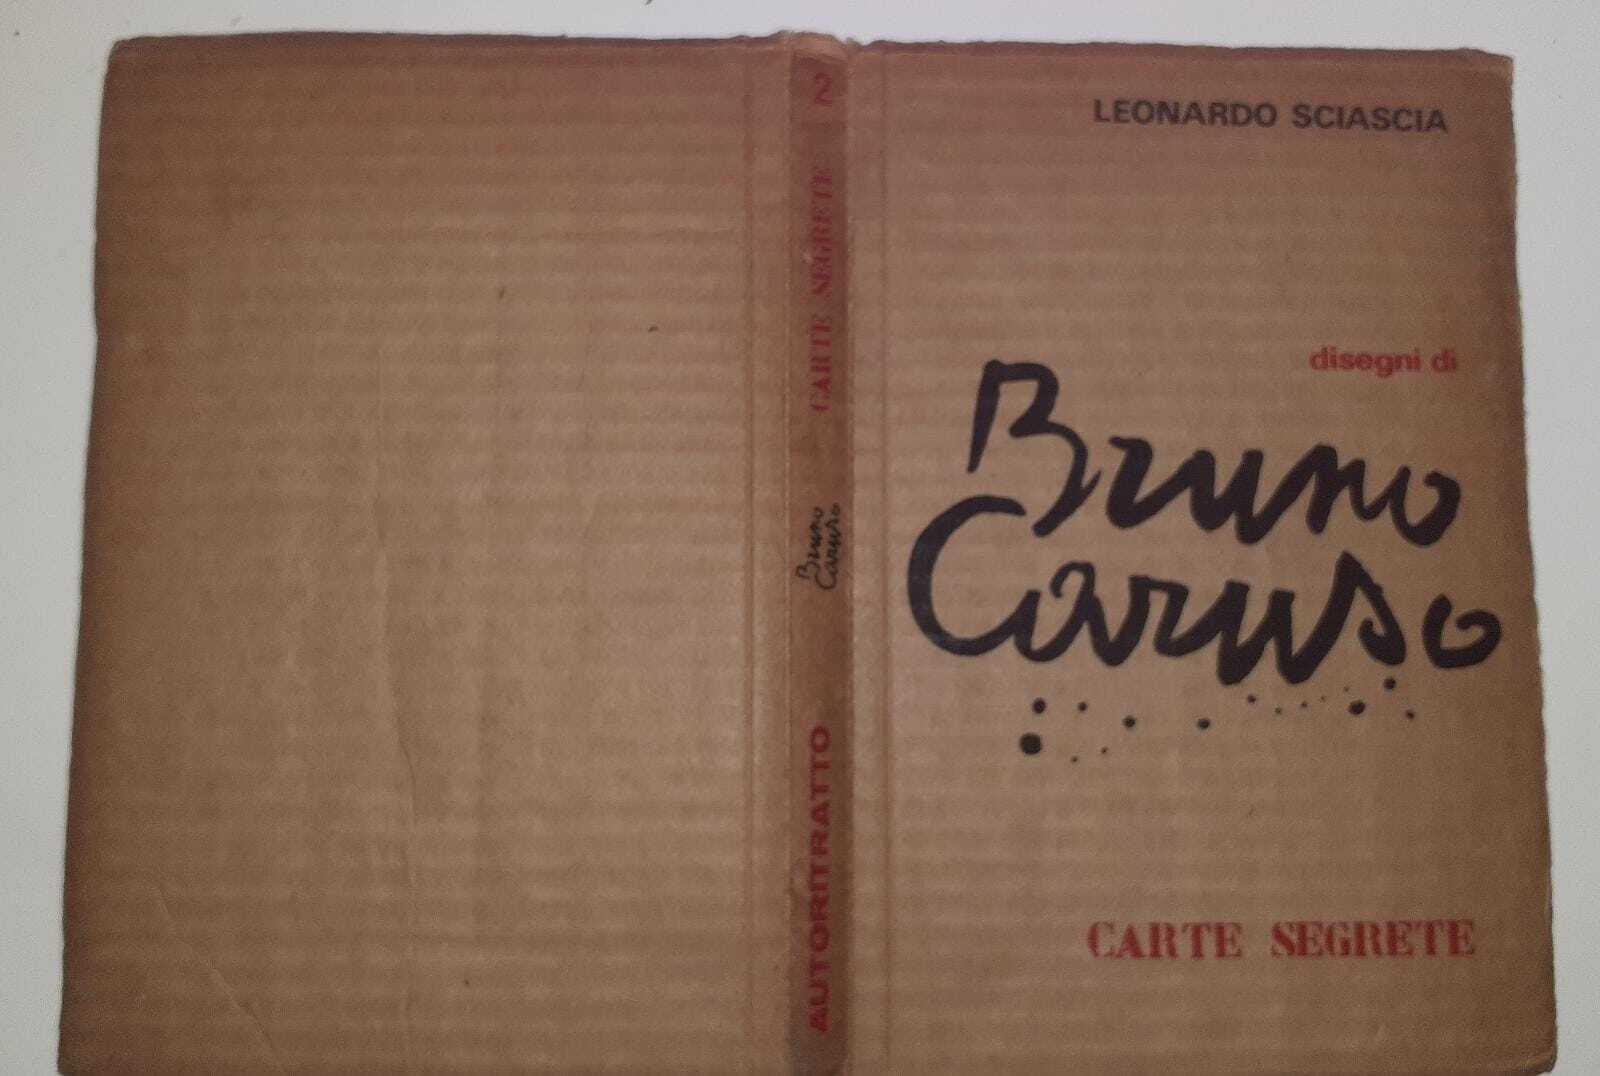 LEONARDO SCIASCIA
disegni di
Bruno
Caruso
CARTE SEGRETE
AUTORITRATTO
Bruno
Caruso
CARTE SEGRETE
2